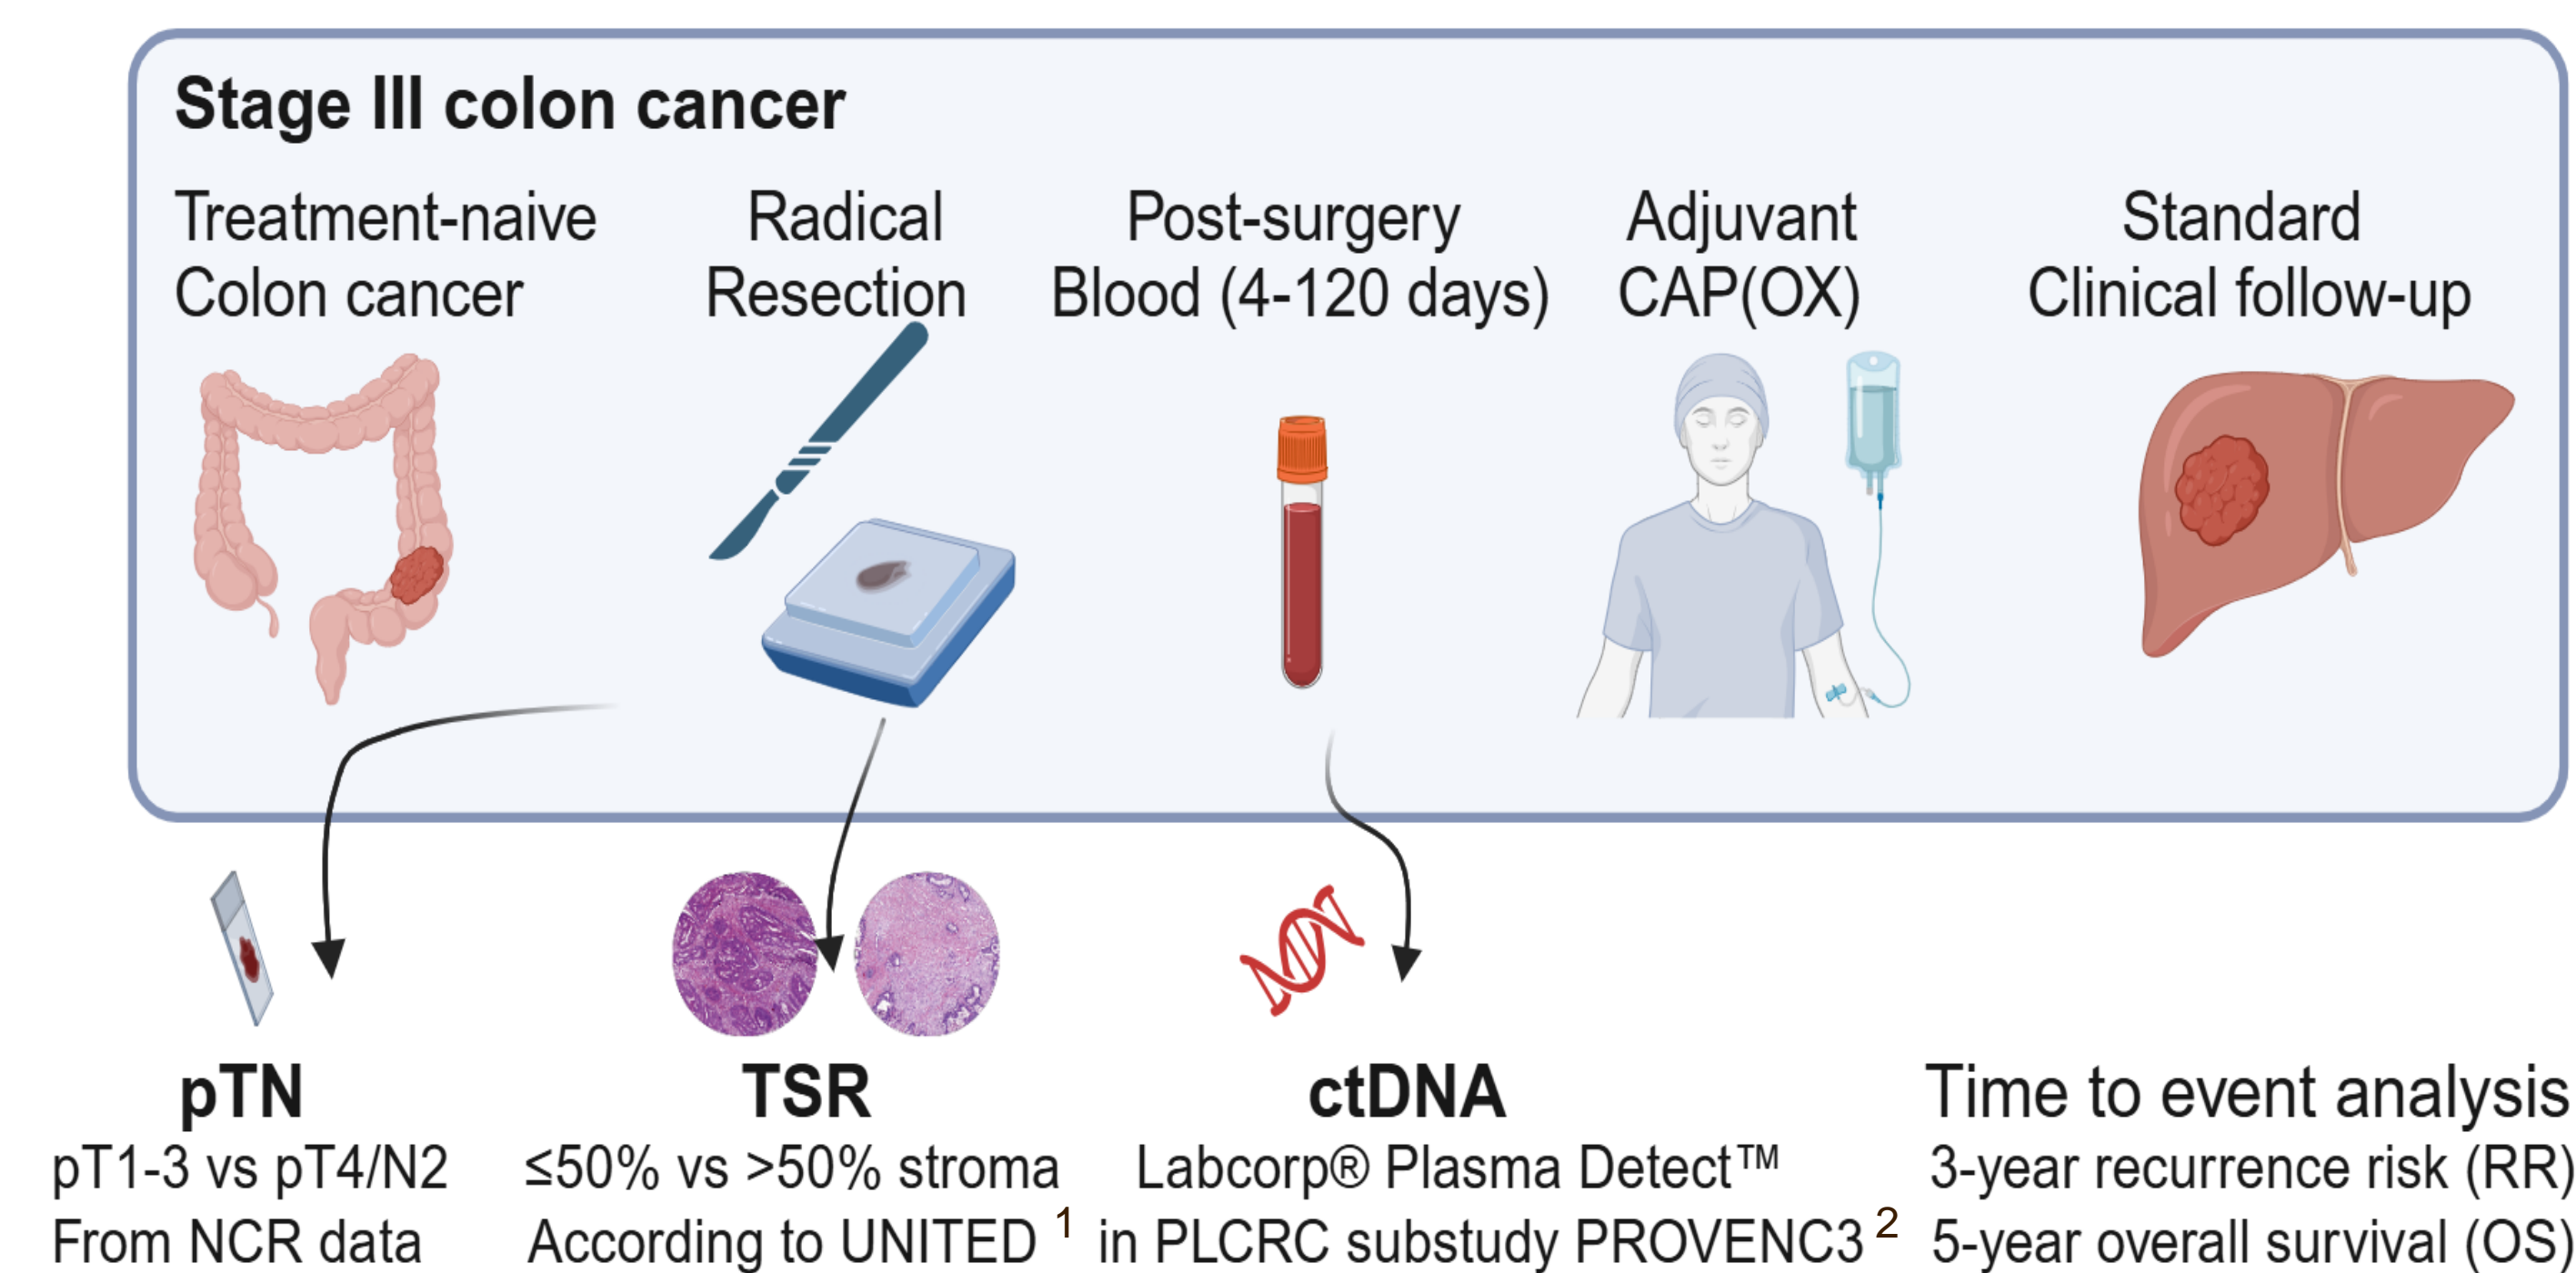 Stage III colon cancer
Treatment-naive
Colon cancer
Radical
Resection
Post-surgery
Blood (4-120 days)
Adjuvant
CAP(OX)
Standard
Clinical follow-up
pTN
pT1-3 vs pT4/N2
From NCR data
TSR
≤50% vs >50% stroma
According to UNITED 1
ctDNA
Labcorp® Plasma Detect™
in PLCRC substudy PROVENC3 2
Time to event analysis
3-year recurrence risk (RR)
5-year overall survival (OS)